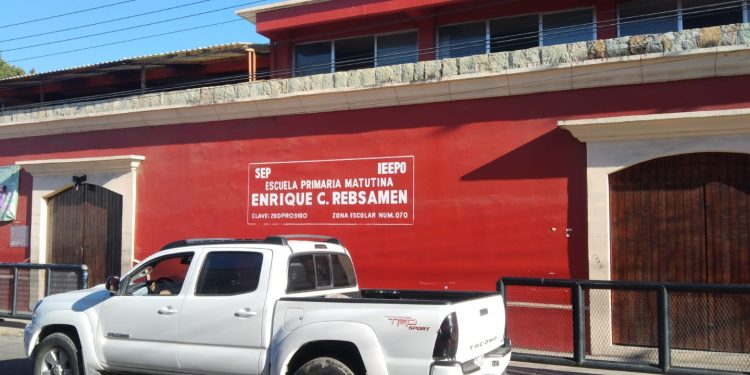 SEP IEEPO
ESCUELA PRIMARIA MATUTINA
ENRIQUE C. REBSAMEN
CLAVE: 20DPR0318O ZONA ESCOLAR NUM. 070
TRD
SPORT
TACOMA